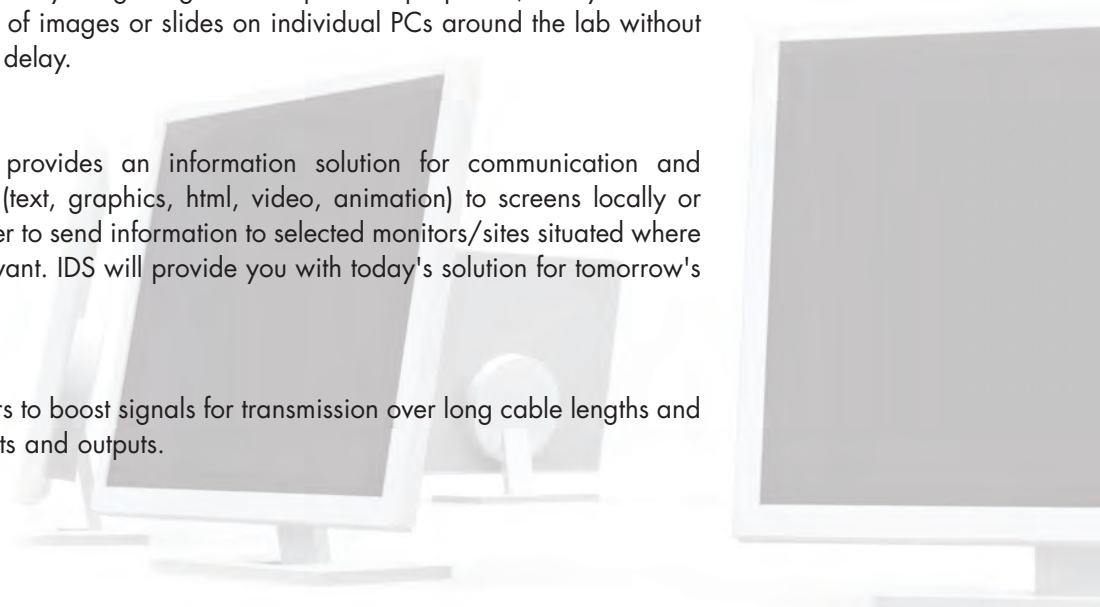 of images or slides on individual PCs around the lab without
delay.
provides an information solution for communication and
(text, graphics, html, video, animation) to screens locally or
er to send information to selected monitors/sites situated where
vant. IDS will provide you with today's solution for tomorrow's
rs to boost signals for transmission over long cable lengths and
ts and outputs.